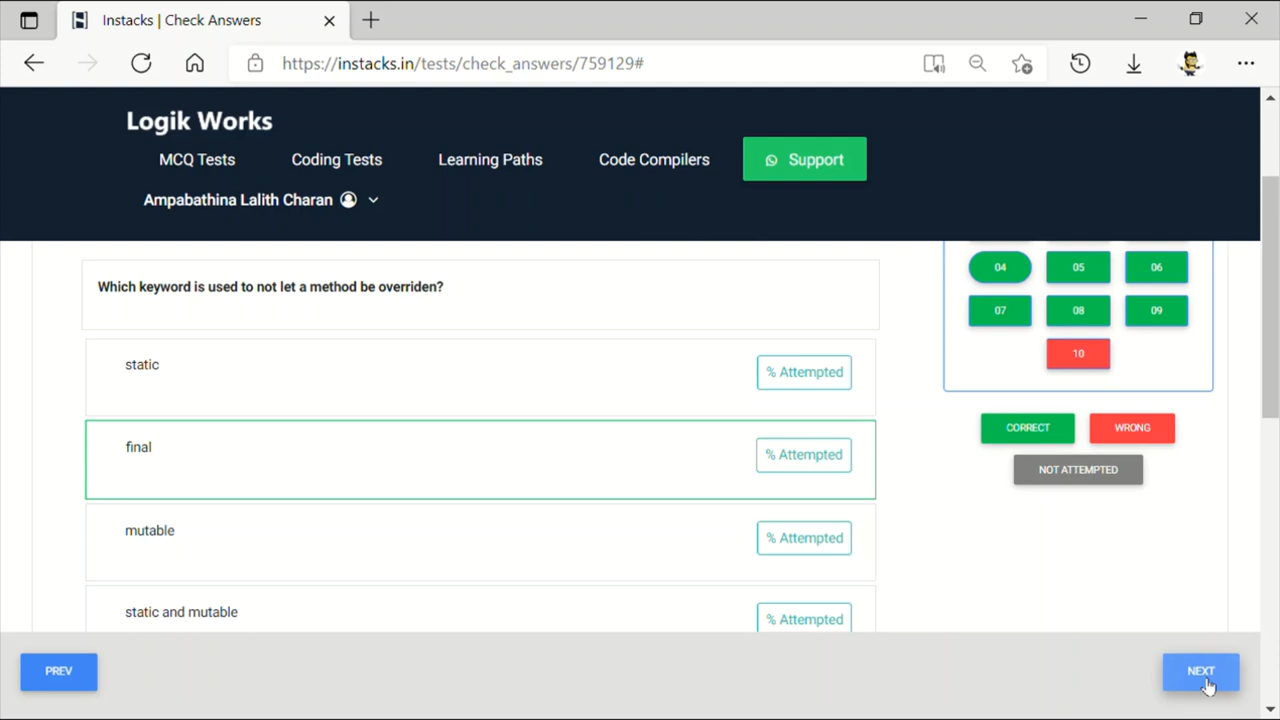 Instacks | Check Answers
https://instacks.in/tests/check_answers/759129#
Logik Works
MCQ Tests Coding Tests Learning Paths Code Compilers Support
Ampabathina Lalith Charan
Which keyword is used to not let a method be overriden?
static % Attempted
final % Attempted
mutable % Attempted
static and mutable % Attempted
04 05 06
07 08 09
10
CORRECT WRONG
NOT ATTEMPTED
PREV NEXT